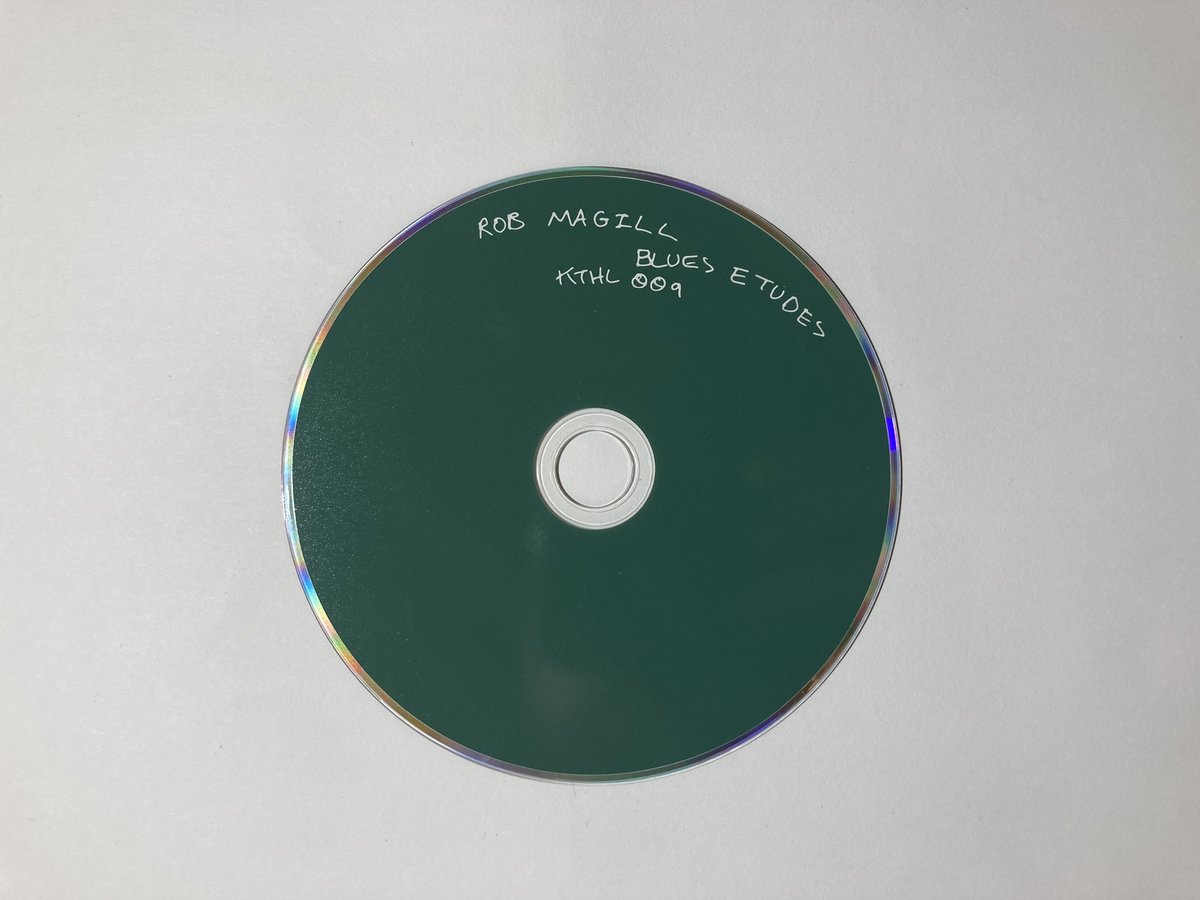 ROB MAGILL
BLUES ETUDES
KTHL 009